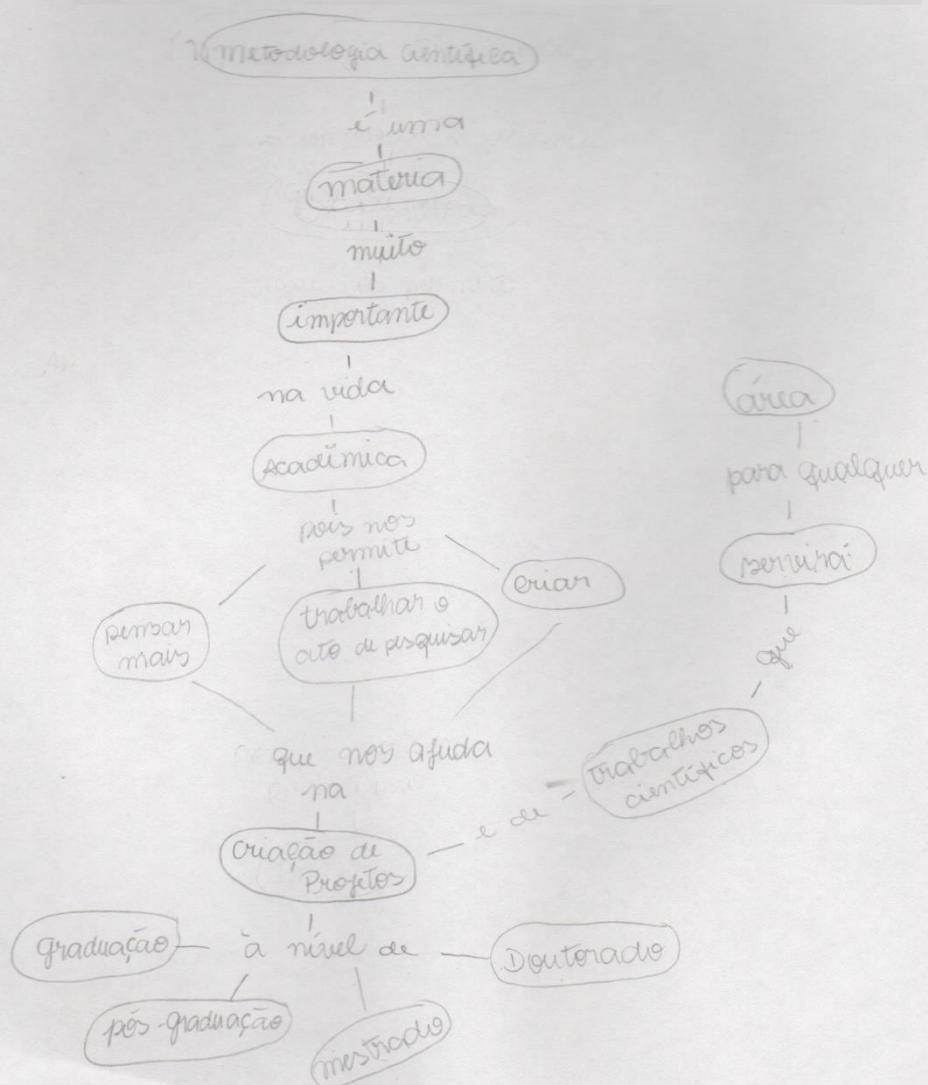 metodologia científica
é uma
materia
muito
importante
na vida
Acadêmica
pois nos
permite
pensar
mais
trabalhar o
ato de pesquisar
criar
que nos ajuda
na
Criação de
Projetos
e de
trabalhos
científicos
que
servirá
para qualquer
área
à nível de
graduação
pós-graduação
mestrado
Doutorado